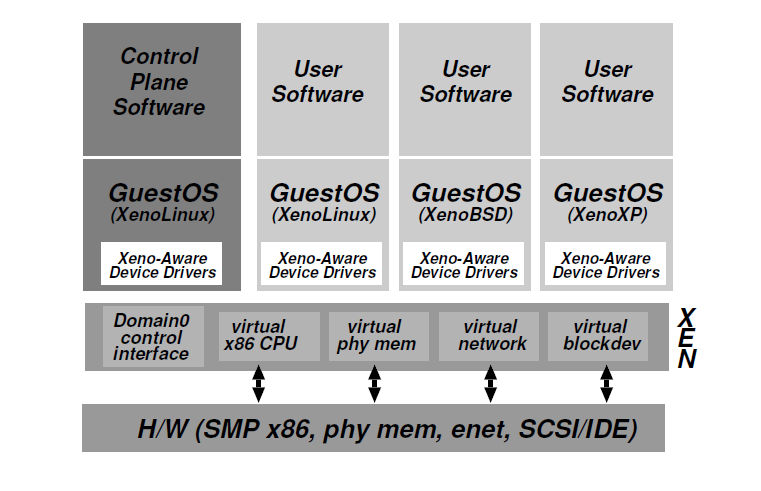 Control
Plane
Software
User
Software
User
Software
User
Software
GuestOS
(XenoLinux)
Xeno-Aware
Device Drivers
GuestOS
(XenoLinux)
Xeno-Aware
Device Drivers
GuestOS
(XenoBSD)
Xeno-Aware
Device Drivers
GuestOS
(XenoXP)
Xeno-Aware
Device Drivers
Domain0
control
interface
virtual
x86 CPU
virtual
phy mem
virtual
network
virtual
blockdev
X
E
N
H/W (SMP x86, phy mem, enet, SCSI/IDE)